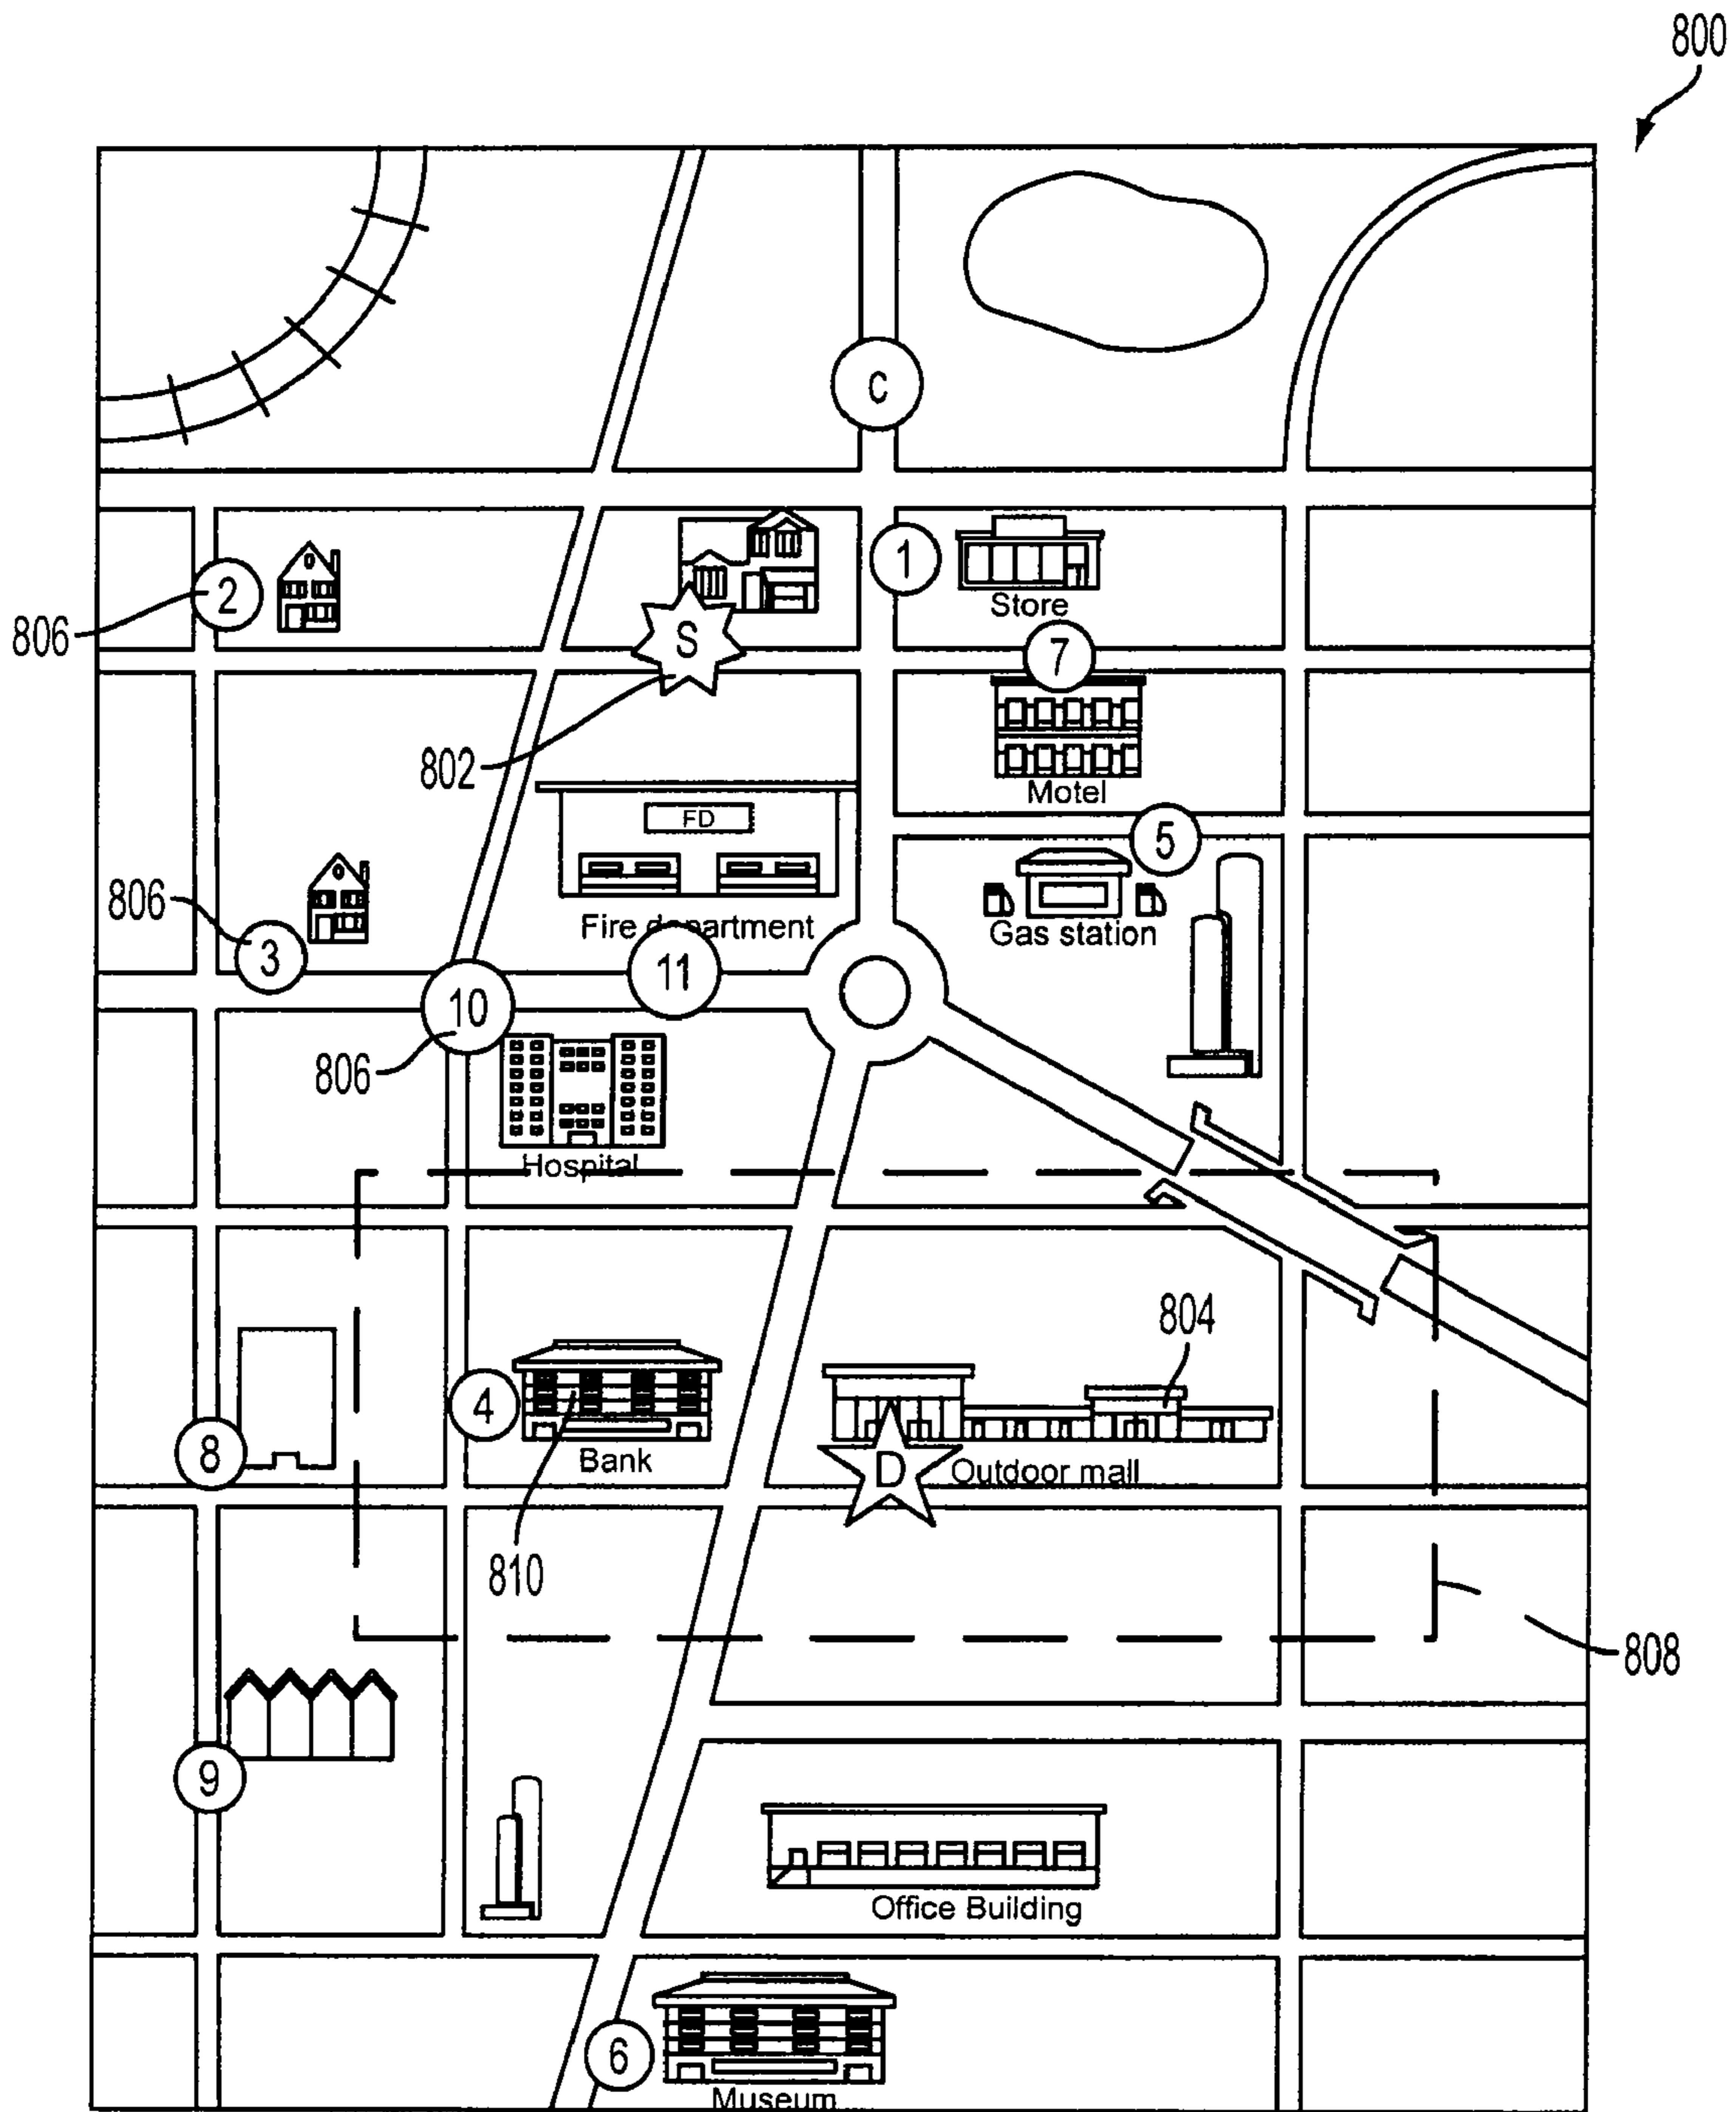 800
C
1
Store
2
806
S
7
802
Motel
FD
5
806
Fire department
Gas station
3
11
10
806
Hospital
804
4
8
Bank
D
Outdoor mall
810
808
9
Office Building
6
Museum